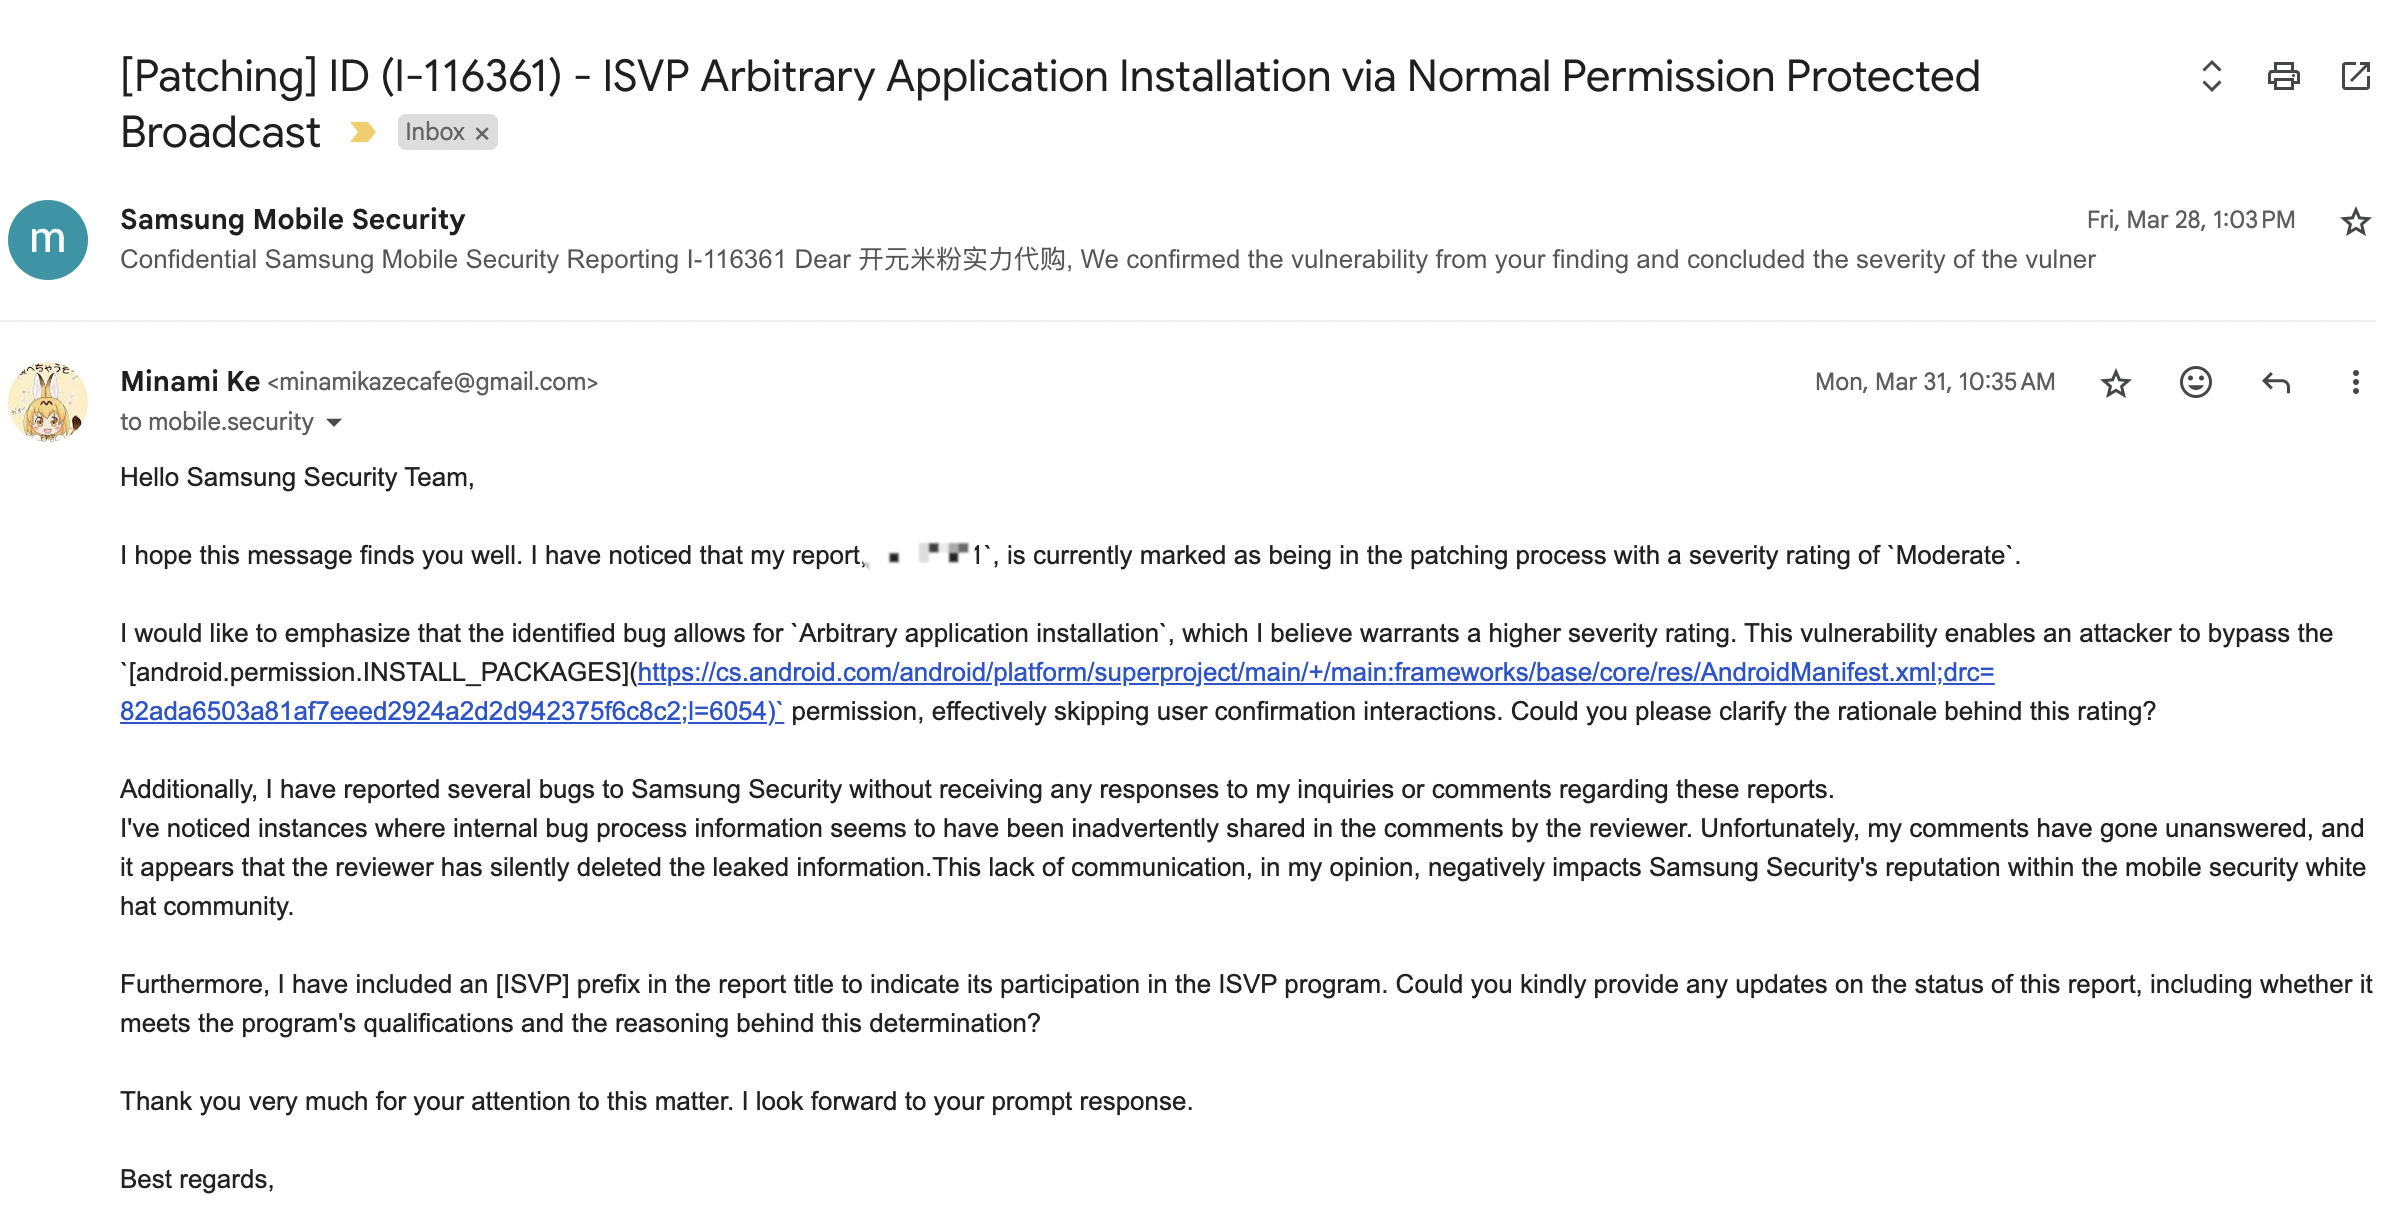 [Patching] ID (I-116361) - ISVP Arbitrary Application Installation via Normal Permission Protected
Broadcast Inbox ×
m
Samsung Mobile Security
Fri, Mar 28, 1:03 PM
Confidential Samsung Mobile Security Reporting I-116361 Dear 开元米粉实力代购, We confirmed the vulnerability from your finding and concluded the severity of the vulner
Minami Ke <minamikazecafe@gmail.com>
Mon, Mar 31, 10:35 AM
to mobile.security
Hello Samsung Security Team,
I hope this message finds you well. I have noticed that my report, 1`, is currently marked as being in the patching process with a severity rating of `Moderate`.
I would like to emphasize that the identified bug allows for `Arbitrary application installation`, which I believe warrants a higher severity rating. This vulnerability enables an attacker to bypass the
`[android.permission.INSTALL_PACKAGES](https://cs.android.com/android/platform/superproject/main/+/main:frameworks/base/core/res/AndroidManifest.xml;drc=
82ada6503a81af7eeed2924a2d2d942375f6c8c2;l=6054)` permission, effectively skipping user confirmation interactions. Could you please clarify the rationale behind this rating?
Additionally, I have reported several bugs to Samsung Security without receiving any responses to my inquiries or comments regarding these reports.
I've noticed instances where internal bug process information seems to have been inadvertently shared in the comments by the reviewer. Unfortunately, my comments have gone unanswered, and
it appears that the reviewer has silently deleted the leaked information.This lack of communication, in my opinion, negatively impacts Samsung Security's reputation within the mobile security white
hat community.
Furthermore, I have included an [ISVP] prefix in the report title to indicate its participation in the ISVP program. Could you kindly provide any updates on the status of this report, including whether it
meets the program's qualifications and the reasoning behind this determination?
Thank you very much for your attention to this matter. I look forward to your prompt response.
Best regards,